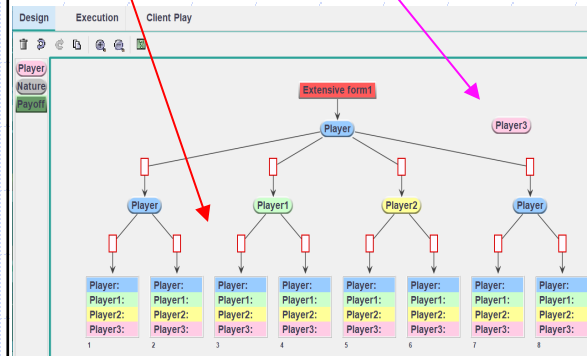 Design Execution Client Play
Player
Nature
Payoff
Extensive form1
Player
Player3
Player Player1 Player2 Player
Player: Player: Player: Player: Player: Player: Player: Player:
Player1: Player1: Player1: Player1: Player1: Player1: Player1: Player1:
Player2: Player2: Player2: Player2: Player2: Player2: Player2: Player2:
Player3: Player3: Player3: Player3: Player3: Player3: Player3: Player3:
1 2 3 4 5 6 7 8